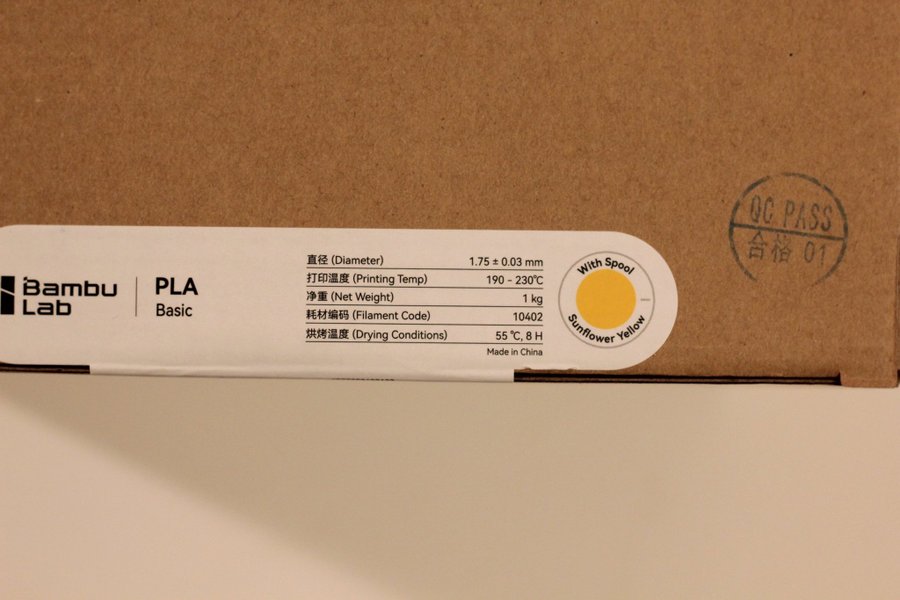 Bambu
Lab
PLA
Basic
直径 (Diameter) 1.75 ± 0.03 mm
打印温度 (Printing Temp) 190 - 230℃
净重 (Net Weight) 1 kg
耗材编码 (Filament Code) 10402
烘烤温度 (Drying Conditions) 55 ℃, 8 H
Made in China
With Spool
Sunflower Yellow
QC PASS
合格 01